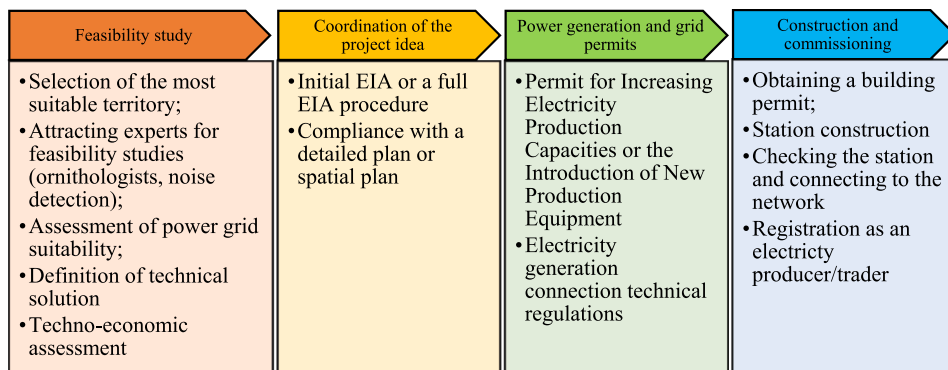 Feasibility study
• Selection of the most
suitable territory;
• Attracting experts for
feasibility studies
(ornithologists, noise
detection);
• Assessment of power grid
suitability;
• Definition of technical
solution
• Techno-economic
assessment
Coordination of the
project idea
• Initial EIA or a full
EIA procedure
• Compliance with a
detailed plan or
spatial plan
Power generation and grid
permits
• Permit for Increasing
Electricity
Production
Capacities or the
Introduction of New
Production
Equipment
• Electricity
generation
connection technical
regulations
Construction and
commissioning
• Obtaining a building
permit;
• Station construction
• Checking the station
and connecting to the
network
• Registration as an
electricty
producer/trader